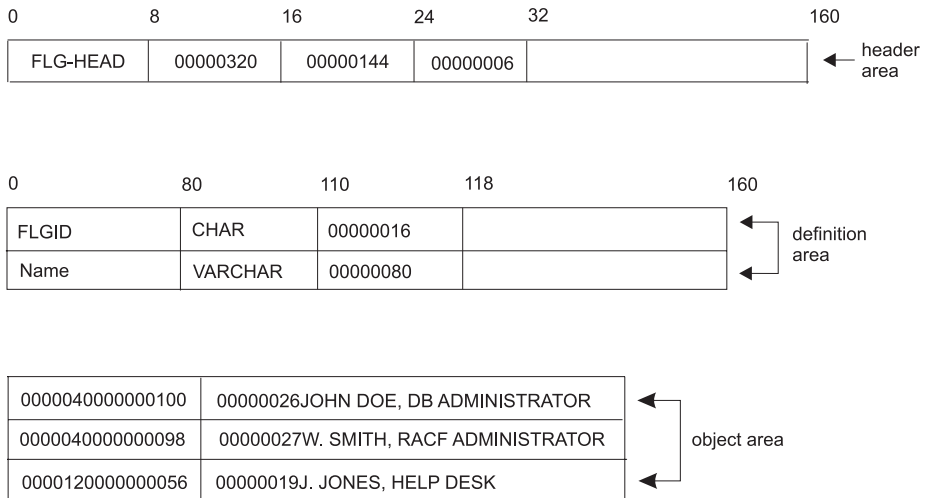 0 8 16 24 32 160
FLG-HEAD 00000320 00000144 00000006
header
area
0 80 110 118 160
FLGID CHAR 00000016
Name VARCHAR 00000080
definition
area
0000040000000100 00000026JOHN DOE, DB ADMINISTRATOR
0000040000000098 00000027W. SMITH, RACF ADMINISTRATOR
object area
0000120000000056 00000019J. JONES, HELP DESK